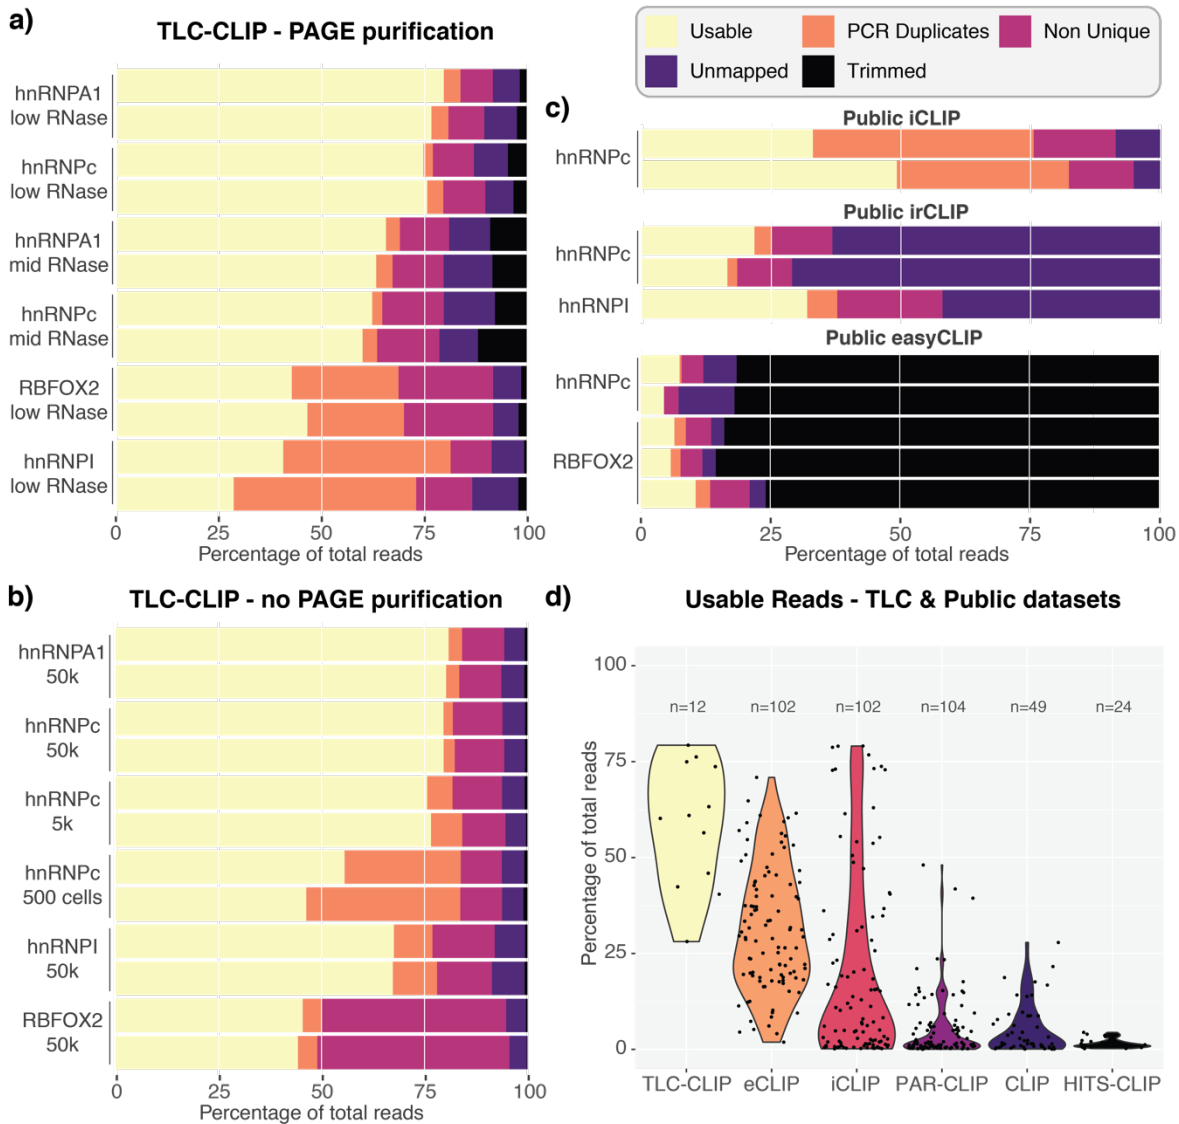 a)
TLC-CLIP - PAGE purification
hnRNPA1
low RNase
hnRNPc
low RNase
hnRNPA1
mid RNase
hnRNPc
mid RNase
RBFOX2
low RNase
hnRNPI
low RNase
0 25 50 75 100
Percentage of total reads
Usable PCR Duplicates Non Unique
Unmapped Trimmed
c)
Public iCLIP
hnRNPc
Public irCLIP
hnRNPc
hnRNPI
Public easyCLIP
hnRNPc
RBFOX2
0 25 50 75 100
Percentage of total reads
b)
TLC-CLIP - no PAGE purification
hnRNPA1
50k
hnRNPc
50k
hnRNPc
5k
hnRNPc
500 cells
hnRNPI
50k
RBFOX2
50k
0 25 50 75 100
Percentage of total reads
d)
Usable Reads - TLC & Public datasets
Percentage of total reads
100
75
50
25
0
n=12 n=102 n=102 n=104 n=49 n=24
TLC-CLIP eCLIP iCLIP PAR-CLIP CLIP HITS-CLIP